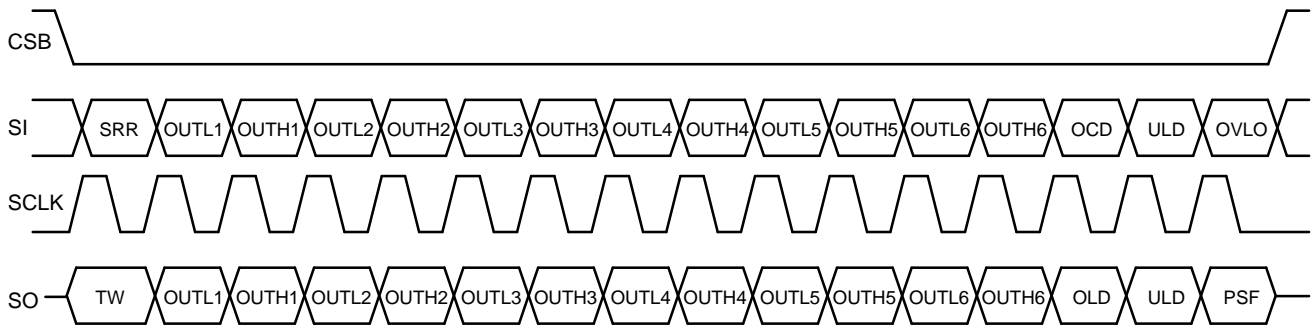 CSB
SI SRR OUTL1 OUTH1 OUTL2 OUTH2 OUTL3 OUTH3 OUTL4 OUTH4 OUTL5 OUTH5 OUTL6 OUTH6 OCD ULD OVLO
SCLK
SO TW OUTL1 OUTH1 OUTL2 OUTH2 OUTL3 OUTH3 OUTL4 OUTH4 OUTL5 OUTH5 OUTL6 OUTH6 OLD ULD PSF